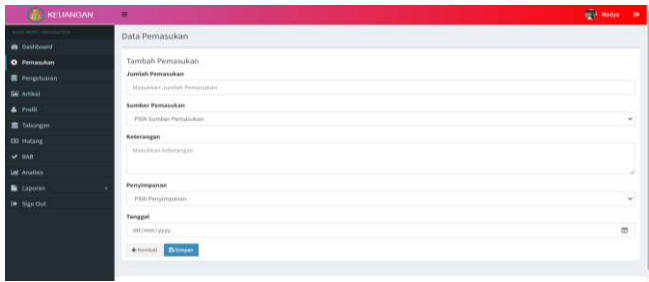 KEUANGAN
Nadya
Dashboard
Pemasukan
Pengeluaran
Artikel
Profil
Tabungan
Hutang
RAB
Analisis
Laporan
Sign Out
Data Pemasukan
Tambah Pemasukan
Jumlah Pemasukan
Masukkan Jumlah Pemasukan
Sumber Pemasukan
Pilih Sumber Pemasukan
Keterangan
Masukkan keterangan
Penyimpanan
Pilih Penyimpanan
Tanggal
dd/mm/yyyy
Kembali Simpan